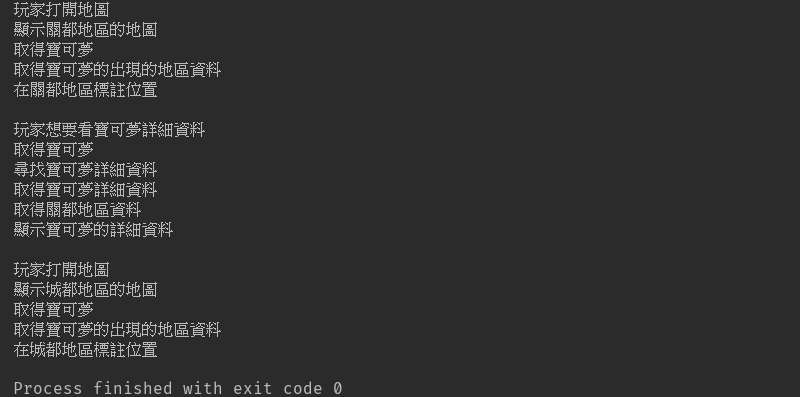 玩家打開地圖
顯示關都地區的地圖
取得寶可夢
取得寶可夢的出現的地區資料
在關都地區標註位置
玩家想要看寶可夢詳細資料
取得寶可夢
尋找寶可夢詳細資料
取得寶可夢詳細資料
取得關都地區資料
顯示寶可夢的詳細資料
玩家打開地圖
顯示城都地區的地圖
取得寶可夢
取得寶可夢的出現的地區資料
在城都地區標註位置
Process finished with exit code 0